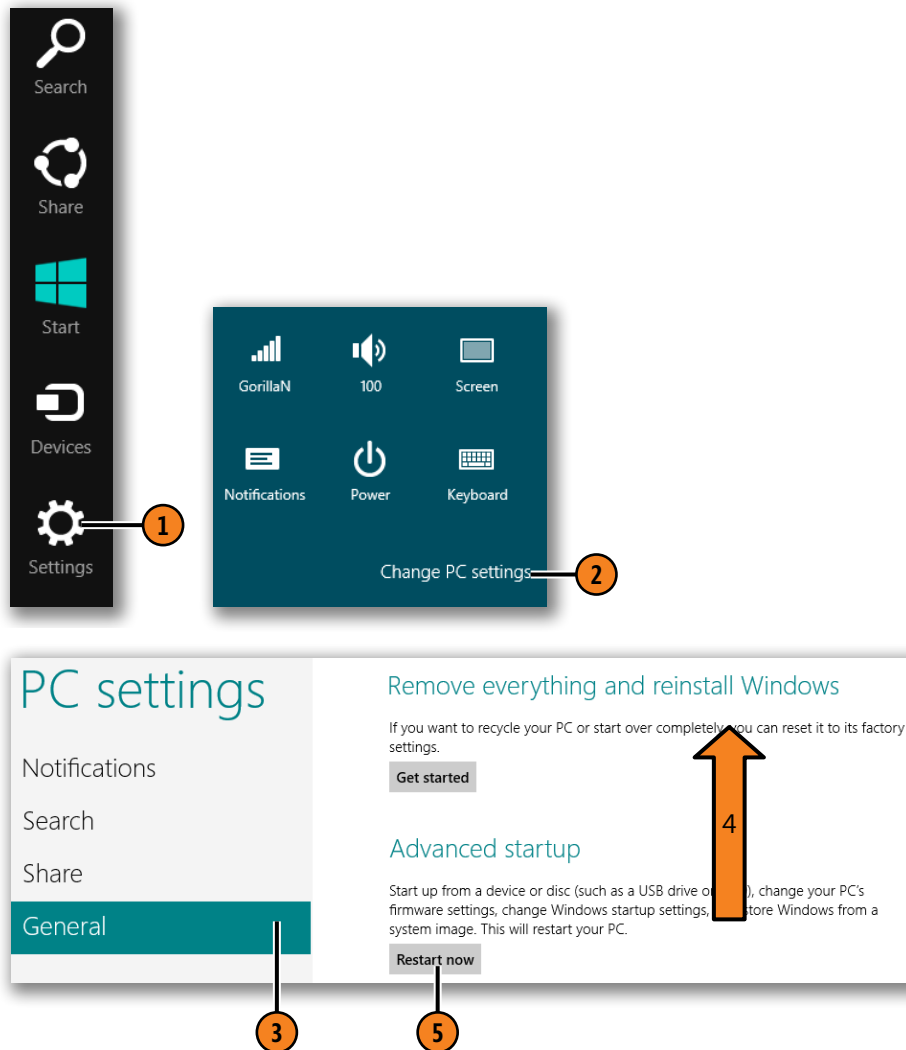 Search
Share
Start
Devices
Settings
1
GorillaN
100
Screen
Notifications
Power
Keyboard
Change PC settings
2
PC settings
Notifications
Search
Share
General
3
Remove everything and reinstall Windows
If you want to recycle your PC or start over completely, you can reset it to its factory
settings.
Get started
4
Advanced startup
Start up from a device or disc (such as a USB drive or ), change your PC's
firmware settings, change Windows startup settings, store Windows from a
system image. This will restart your PC.
Restart now
5